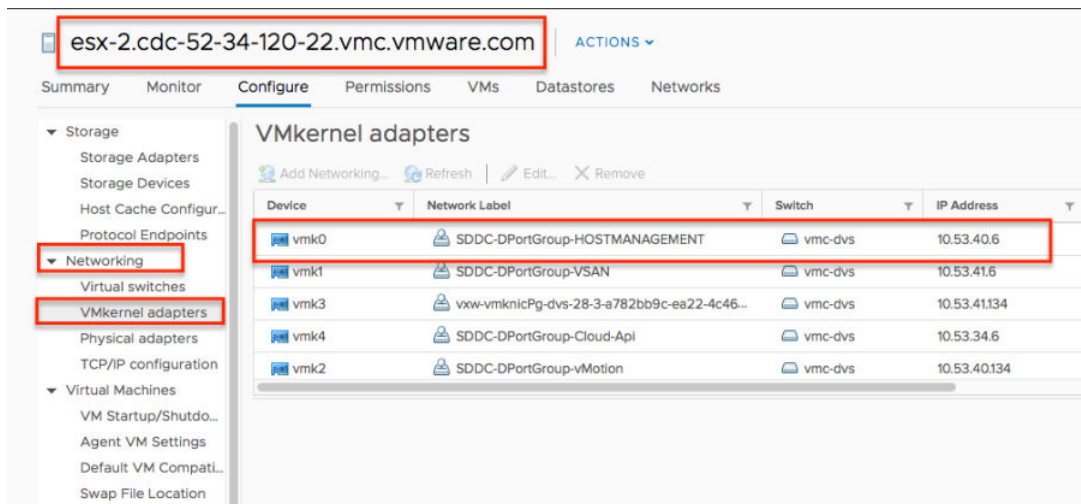 esx-2.cdc-52-34-120-22.vmc.vmware.com ACTIONS
Summary Monitor Configure Permissions VMs Datastores Networks
Storage
Storage Adapters
Storage Devices
Host Cache Configur...
Protocol Endpoints
Networking
Virtual switches
VMkernel adapters
Physical adapters
TCP/IP configuration
Virtual Machines
VM Startup/Shutdo...
Agent VM Settings
Default VM Compati...
Swap File Location
VMkernel adapters
Add Networking... Refresh Edit... Remove
Device Network Label Switch IP Address
vmk0 SDDC-DPortGroup-HOSTMANAGEMENT vmc-dvs 10.53.40.6
vmk1 SDDC-DPortGroup-VSAN vmc-dvs 10.53.41.6
vmk3 vxw-vmknicPg-dvs-28-3-a782bb9c-ea22-4c46... vmc-dvs 10.53.41.134
vmk4 SDDC-DPortGroup-Cloud-Api vmc-dvs 10.53.34.6
vmk2 SDDC-DPortGroup-vMotion vmc-dvs 10.53.40.134